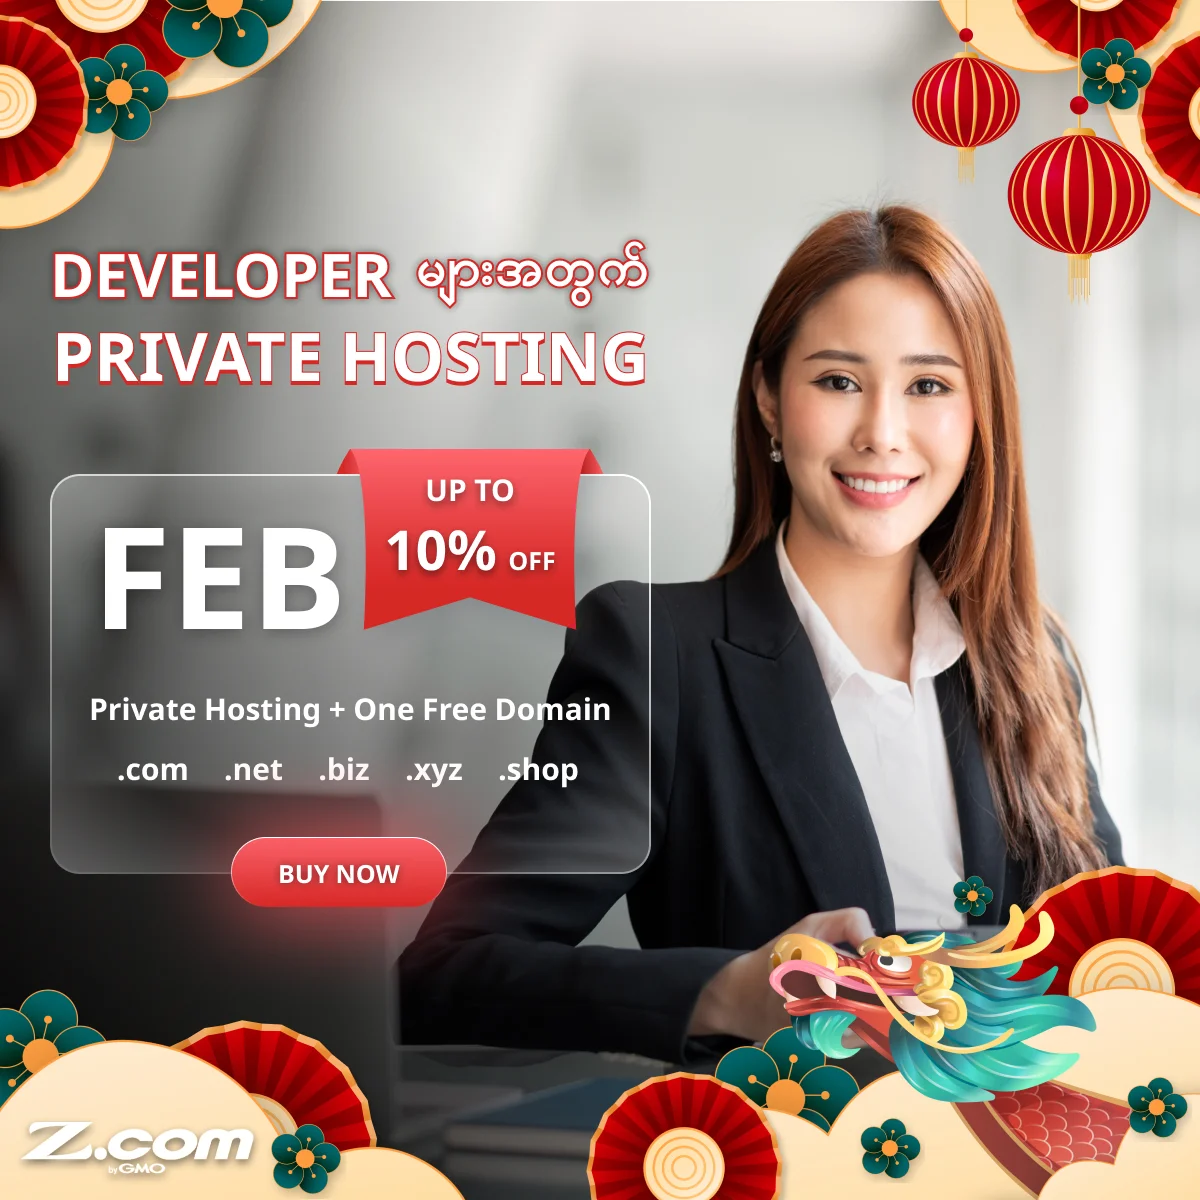 DEVELOPER များအတွက်
PRIVATE HOSTING
UP TO
10% OFF
FEB
Private Hosting + One Free Domain
.com .net .biz .xyz .shop
BUY NOW
Z.com
by GMO